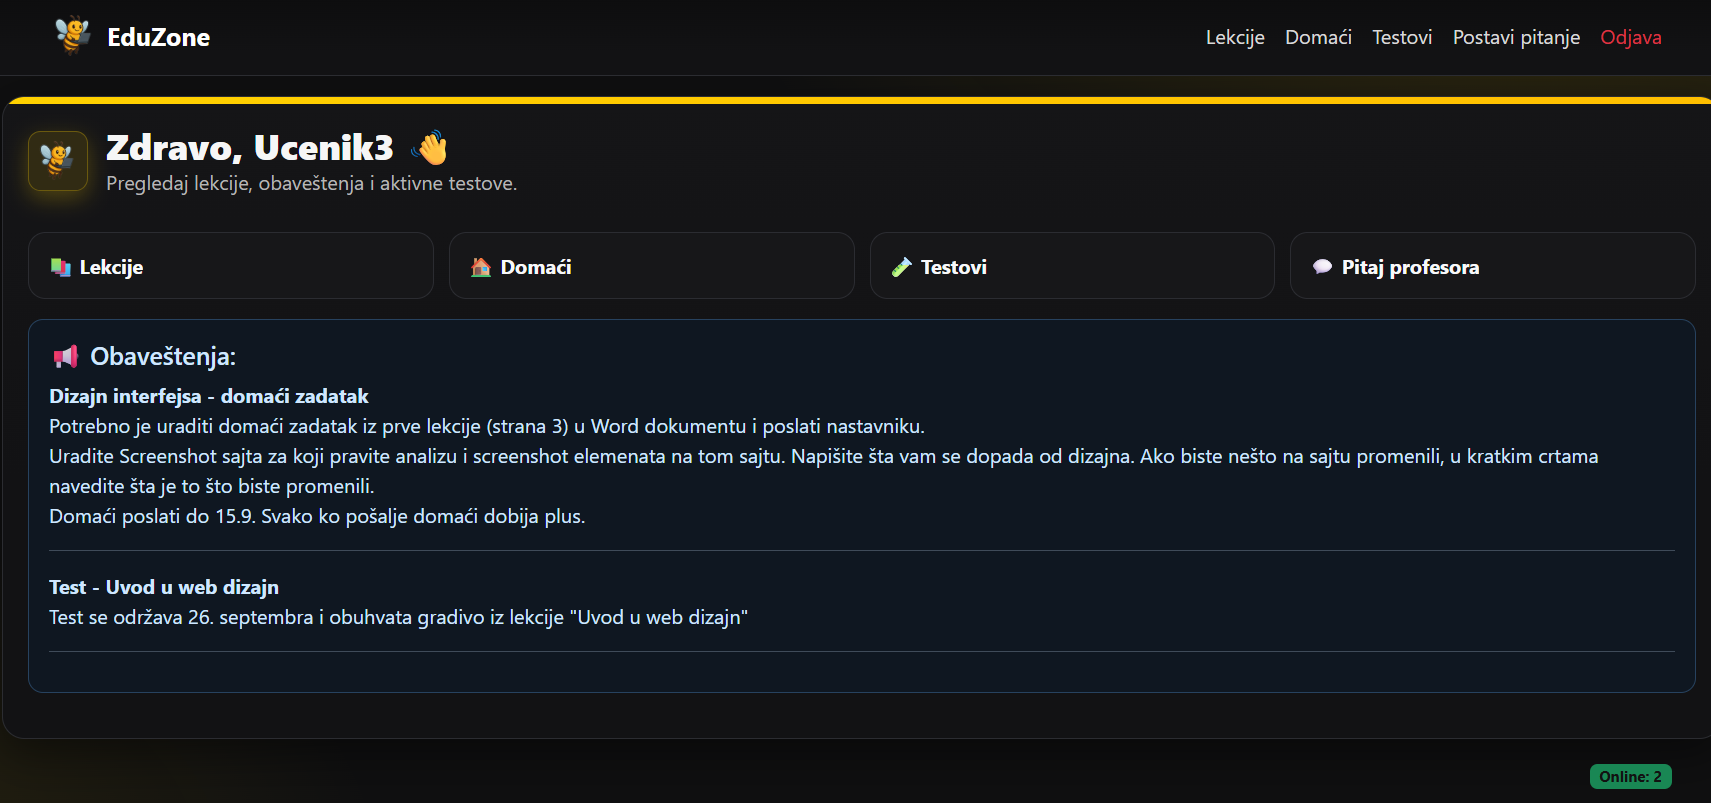 EduZone
Lekcije Domaći Testovi Postavi pitanje Odjava
Zdravo, Ucenik3
Pregledaj lekcije, obaveštenja i aktivne testove.
Lekcije
Domaći
Testovi
Pitaj profesora
Obaveštenja:
Dizajn interfejsa - domaći zadatak
Potrebno je uraditi domaći zadatak iz prve lekcije (strana 3) u Word dokumentu i poslati nastavniku.
Uradite Screenshot sajta za koji pravite analizu i screenshot elemenata na tom sajtu. Napišite šta vam se dopada od dizajna. Ako biste nešto na sajtu promenili, u kratkim crtama
navedite šta je to što biste promenili.
Domaći poslati do 15.9. Svako ko pošalje domaći dobija plus.
Test - Uvod u web dizajn
Test se održava 26. septembra i obuhvata gradivo iz lekcije "Uvod u web dizajn"
Online: 2